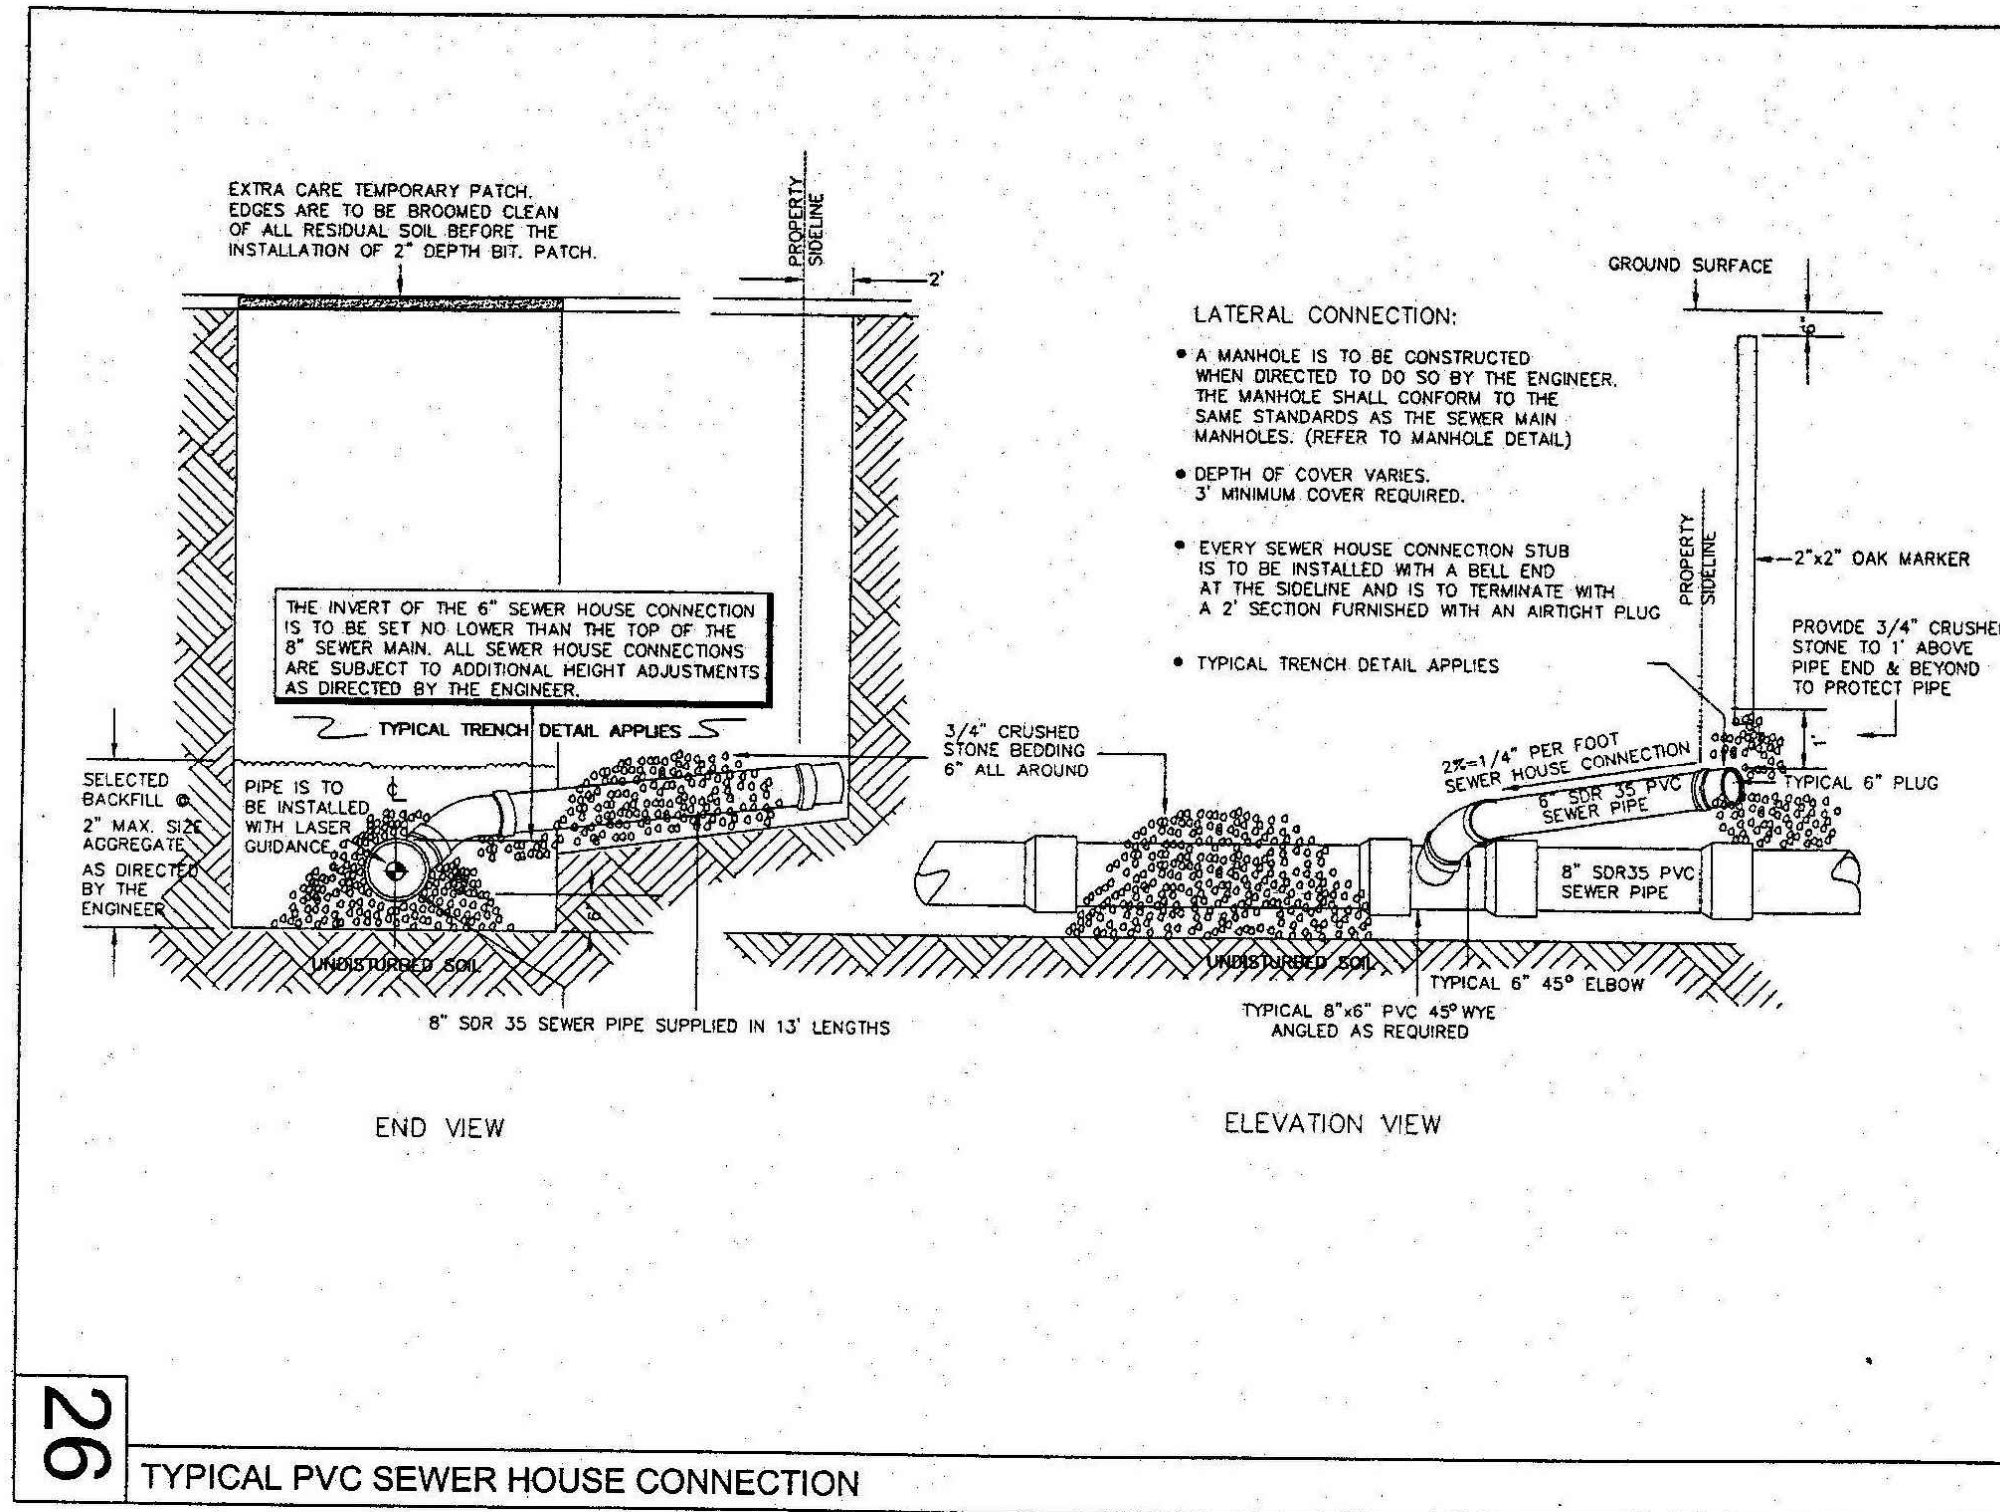 EXTRA CARE TEMPORARY PATCH.
EDGES ARE TO BE BROOMED CLEAN
OF ALL RESIDUAL SOIL BEFORE THE
INSTALLATION OF 2" DEPTH BIT. PATCH.
PROPERTY
SIDELINE
2'
THE INVERT OF THE 6" SEWER HOUSE CONNECTION
IS TO BE SET NO LOWER THAN THE TOP OF THE
8" SEWER MAIN. ALL SEWER HOUSE CONNECTIONS
ARE SUBJECT TO ADDITIONAL HEIGHT ADJUSTMENTS
AS DIRECTED BY THE ENGINEER.
TYPICAL TRENCH DETAIL APPLIES
SELECTED
BACKFILL @
2" MAX. SIZE
AGGREGATE
AS DIRECTED
BY THE
ENGINEER
PIPE IS TO
BE INSTALLED
WITH LASER
GUIDANCE
℄
6"
UNDISTURBED SOIL
8" SDR 35 SEWER PIPE SUPPLIED IN 13' LENGTHS
END VIEW
3/4" CRUSHED
STONE BEDDING
6" ALL AROUND
LATERAL CONNECTION:
• A MANHOLE IS TO BE CONSTRUCTED
WHEN DIRECTED TO DO SO BY THE ENGINEER.
THE MANHOLE SHALL CONFORM TO THE
SAME STANDARDS AS THE SEWER MAIN
MANHOLES. (REFER TO MANHOLE DETAIL)
• DEPTH OF COVER VARIES.
3' MINIMUM COVER REQUIRED.
• EVERY SEWER HOUSE CONNECTION STUB
IS TO BE INSTALLED WITH A BELL END
AT THE SIDELINE AND IS TO TERMINATE WITH
A 2' SECTION FURNISHED WITH AN AIRTIGHT PLUG
• TYPICAL TRENCH DETAIL APPLIES
GROUND SURFACE
6"
PROPERTY
SIDELINE
2"x2" OAK MARKER
PROVIDE 3/4" CRUSHED
STONE TO 1' ABOVE
PIPE END & BEYOND
TO PROTECT PIPE
1'
2%=1/4" PER FOOT
SEWER HOUSE CONNECTION
6" SDR 35 PVC
SEWER PIPE
TYPICAL 6" PLUG
8" SDR35 PVC
SEWER PIPE
UNDISTURBED SOIL
TYPICAL 6" 45° ELBOW
TYPICAL 8"x6" PVC 45° WYE
ANGLED AS REQUIRED
ELEVATION VIEW
26
TYPICAL PVC SEWER HOUSE CONNECTION